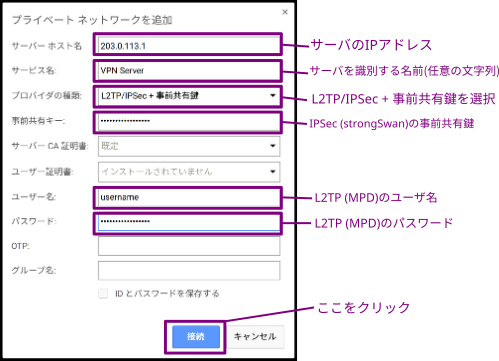 プライベート ネットワークを追加
×
サーバー ホスト名
203.0.113.1
サーバのIPアドレス
サービス名:
VPN Server
サーバを識別する名前(任意の文字列)
プロバイダの種類:
L2TP/IPSec + 事前共有鍵
L2TP/IPSec + 事前共有鍵を選択
事前共有キー:
••••••••••••••••
IPSec (strongSwan)の事前共有鍵
サーバー CA 証明書:
既定
ユーザー証明書:
インストールされていません
ユーザー名:
username
L2TP (MPD)のユーザ名
パスワード:
••••••••••••••••
L2TP (MPD)のパスワード
OTP:
グループ名:
ID とパスワードを保存する
ここをクリック
接続
キャンセル